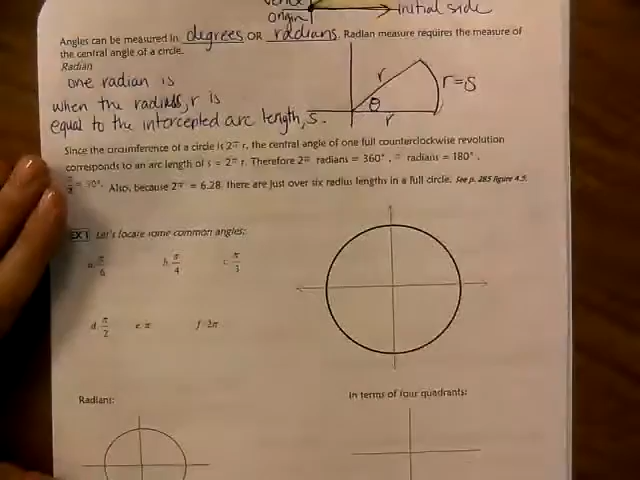 origin
initial side
Angles can be measured in degrees OR radians. Radian measure requires the measure of
the central angle of a circle.
Radian
one radian is
when the radius, r is
equal to the intercepted arc length, s.
r
r = s
θ
r
Since the circumference of a circle is 2π r, the central angle of one full counterclockwise revolution
corresponds to an arc length of s = 2π r. Therefore 2π radians = 360°, π radians = 180°,
= 90°. Also, because 2π = 6.28, there are just over six radius lengths in a full circle. See p. 285 figure 4.5.
EX 1 Let's locate some common angles:
a. π/6 b. π/4 c. π/3
d. π/2 e. π f. 2π
Radians:
In terms of four quadrants: